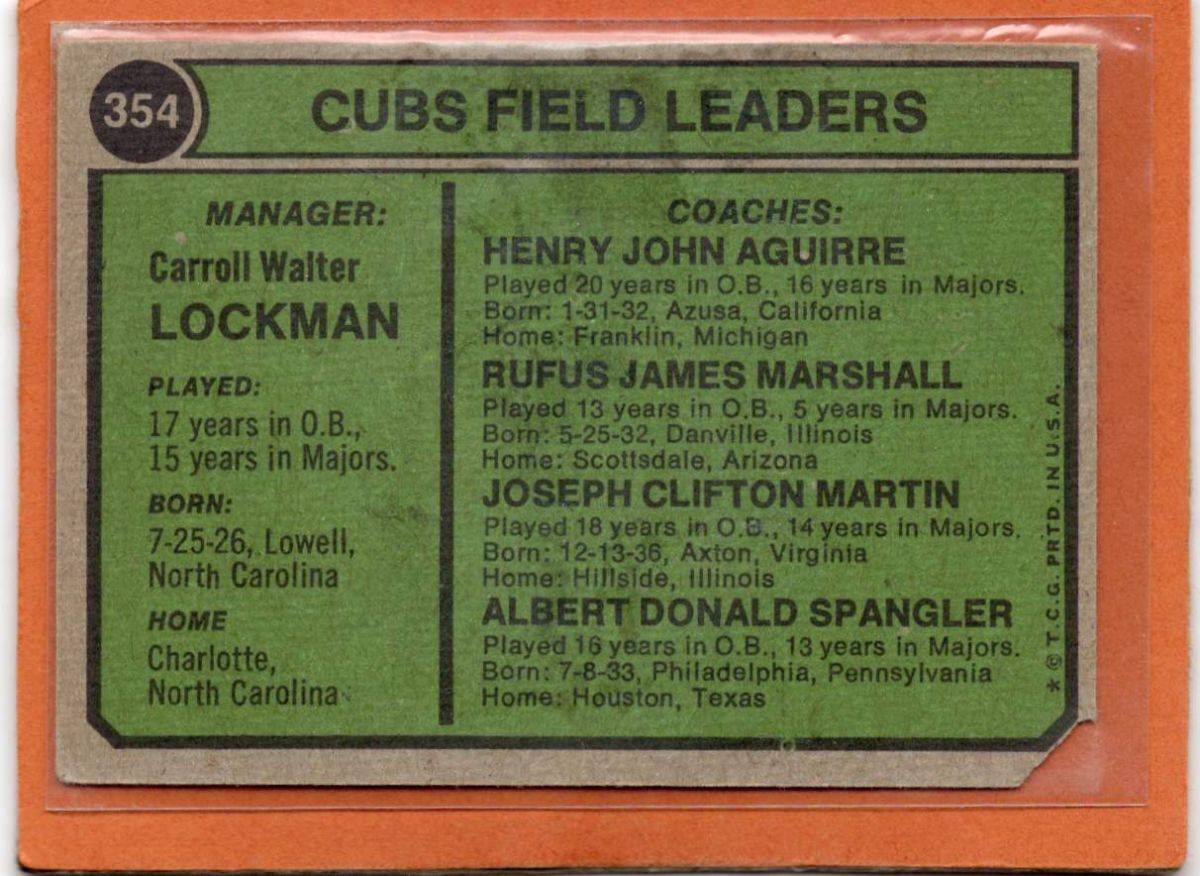 354
CUBS FIELD LEADERS
MANAGER:
Carroll Walter
LOCKMAN
PLAYED:
17 years in O.B.,
15 years in Majors.
BORN:
7-25-26, Lowell,
North Carolina
HOME
Charlotte,
North Carolina
COACHES:
HENRY JOHN AGUIRRE
Played 20 years in O.B., 16 years in Majors.
Born: 1-31-32, Azusa, California
Home: Franklin, Michigan
RUFUS JAMES MARSHALL
Played 13 years in O.B., 5 years in Majors.
Born: 5-25-32, Danville, Illinois
Home: Scottsdale, Arizona
JOSEPH CLIFTON MARTIN
Played 18 years in O.B., 14 years in Majors.
Born: 12-13-36, Axton, Virginia
Home: Hillside, Illinois
ALBERT DONALD SPANGLER
Played 16 years in O.B., 13 years in Majors.
Born: 7-8-33, Philadelphia, Pennsylvania
Home: Houston, Texas
* © T.C.G. PRTD. IN U.S.A.